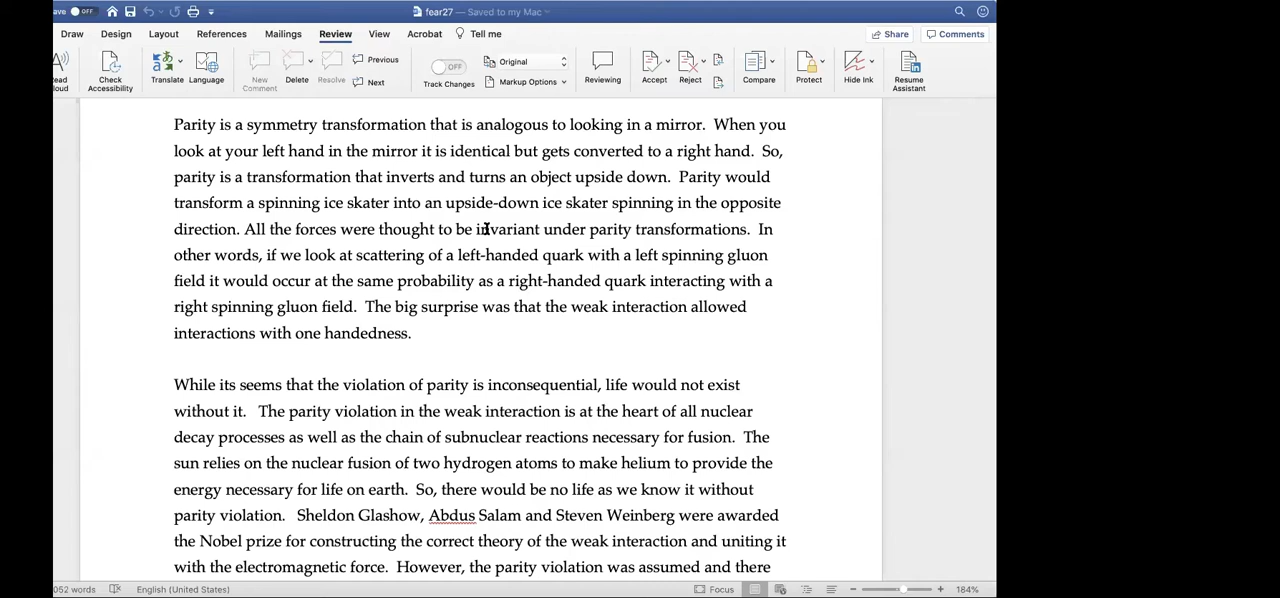 ave OFF fear27 — Saved to my Mac
Draw Design Layout References Mailings Review View Acrobat Tell me Share Comments
ead Check Translate Language New Delete Resolve Previous OFF Original Reviewing Accept Reject Compare Protect Hide Ink Resume
loud Accessibility Comment Next Track Changes Markup Options Assistant
Parity is a symmetry transformation that is analogous to looking in a mirror. When you
look at your left hand in the mirror it is identical but gets converted to a right hand. So,
parity is a transformation that inverts and turns an object upside down. Parity would
transform a spinning ice skater into an upside-down ice skater spinning in the opposite
direction. All the forces were thought to be invariant under parity transformations. In
other words, if we look at scattering of a left-handed quark with a left spinning gluon
field it would occur at the same probability as a right-handed quark interacting with a
right spinning gluon field. The big surprise was that the weak interaction allowed
interactions with one handedness.
While its seems that the violation of parity is inconsequential, life would not exist
without it. The parity violation in the weak interaction is at the heart of all nuclear
decay processes as well as the chain of subnuclear reactions necessary for fusion. The
sun relies on the nuclear fusion of two hydrogen atoms to make helium to provide the
energy necessary for life on earth. So, there would be no life as we know it without
parity violation. Sheldon Glashow, Abdus Salam and Steven Weinberg were awarded
the Nobel prize for constructing the correct theory of the weak interaction and uniting it
with the electromagnetic force. However, the parity violation was assumed and there
052 words English (United States) Focus 184%